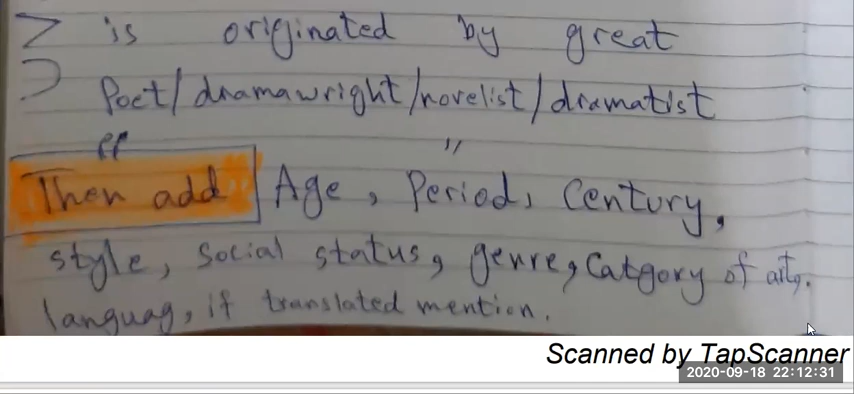 is originated by great
Poet/dramawright/novelist/dramatist
" "
Then add Age, Period, Century,
style, social status, genre, Catgory of art,.
languag, if translated mention.
Scanned by TapScanner
2020-09-18 22:12:31